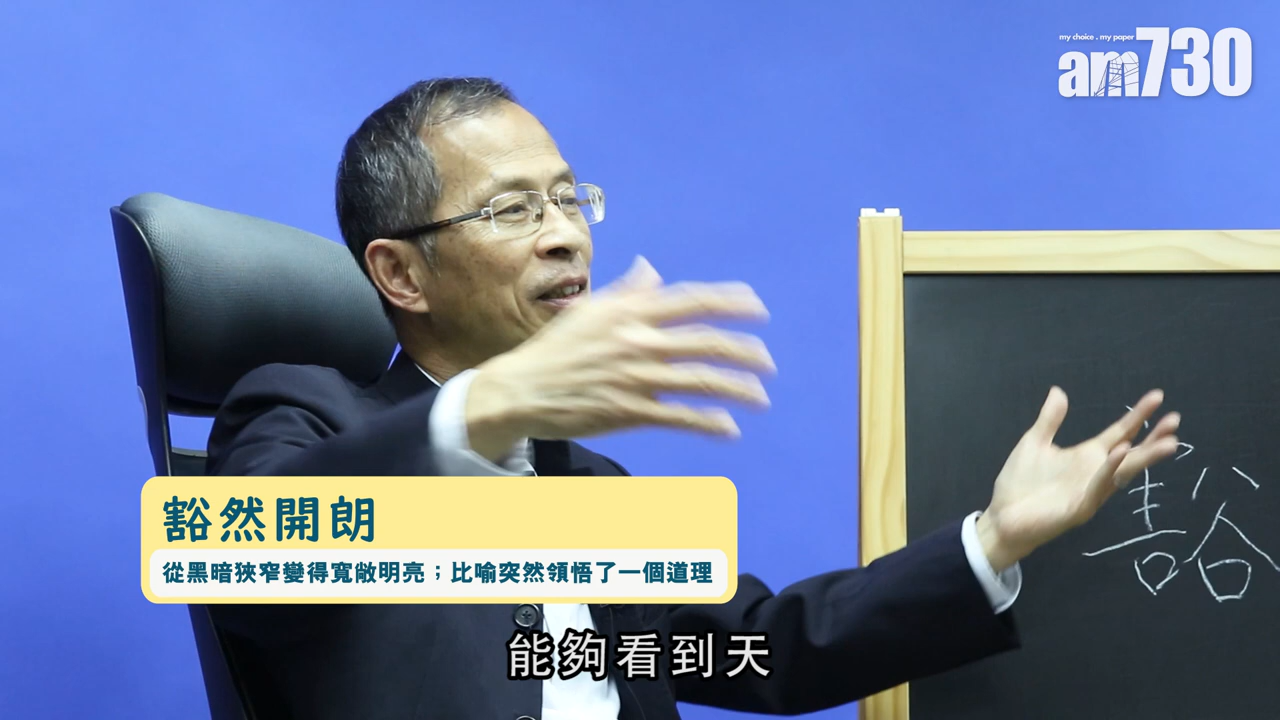 my choice . my paper
am730
豁然開朗
從黑暗狹窄變得寬敞明亮；比喻突然領悟了一個道理
豁
能夠看到天